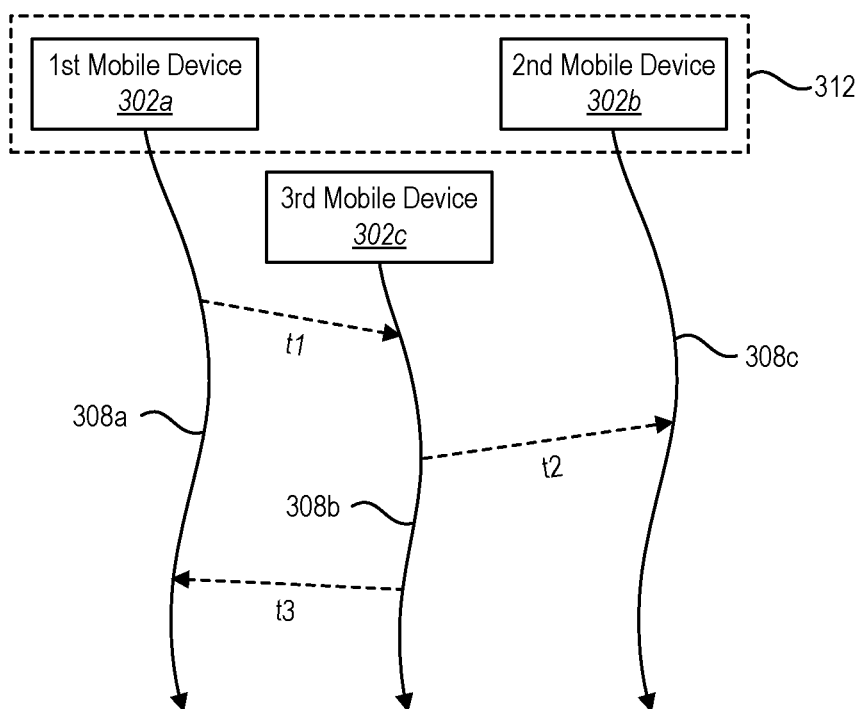 1st Mobile Device
302a
2nd Mobile Device
302b
312
3rd Mobile Device
302c
t1
308c
308a
t2
308b
t3